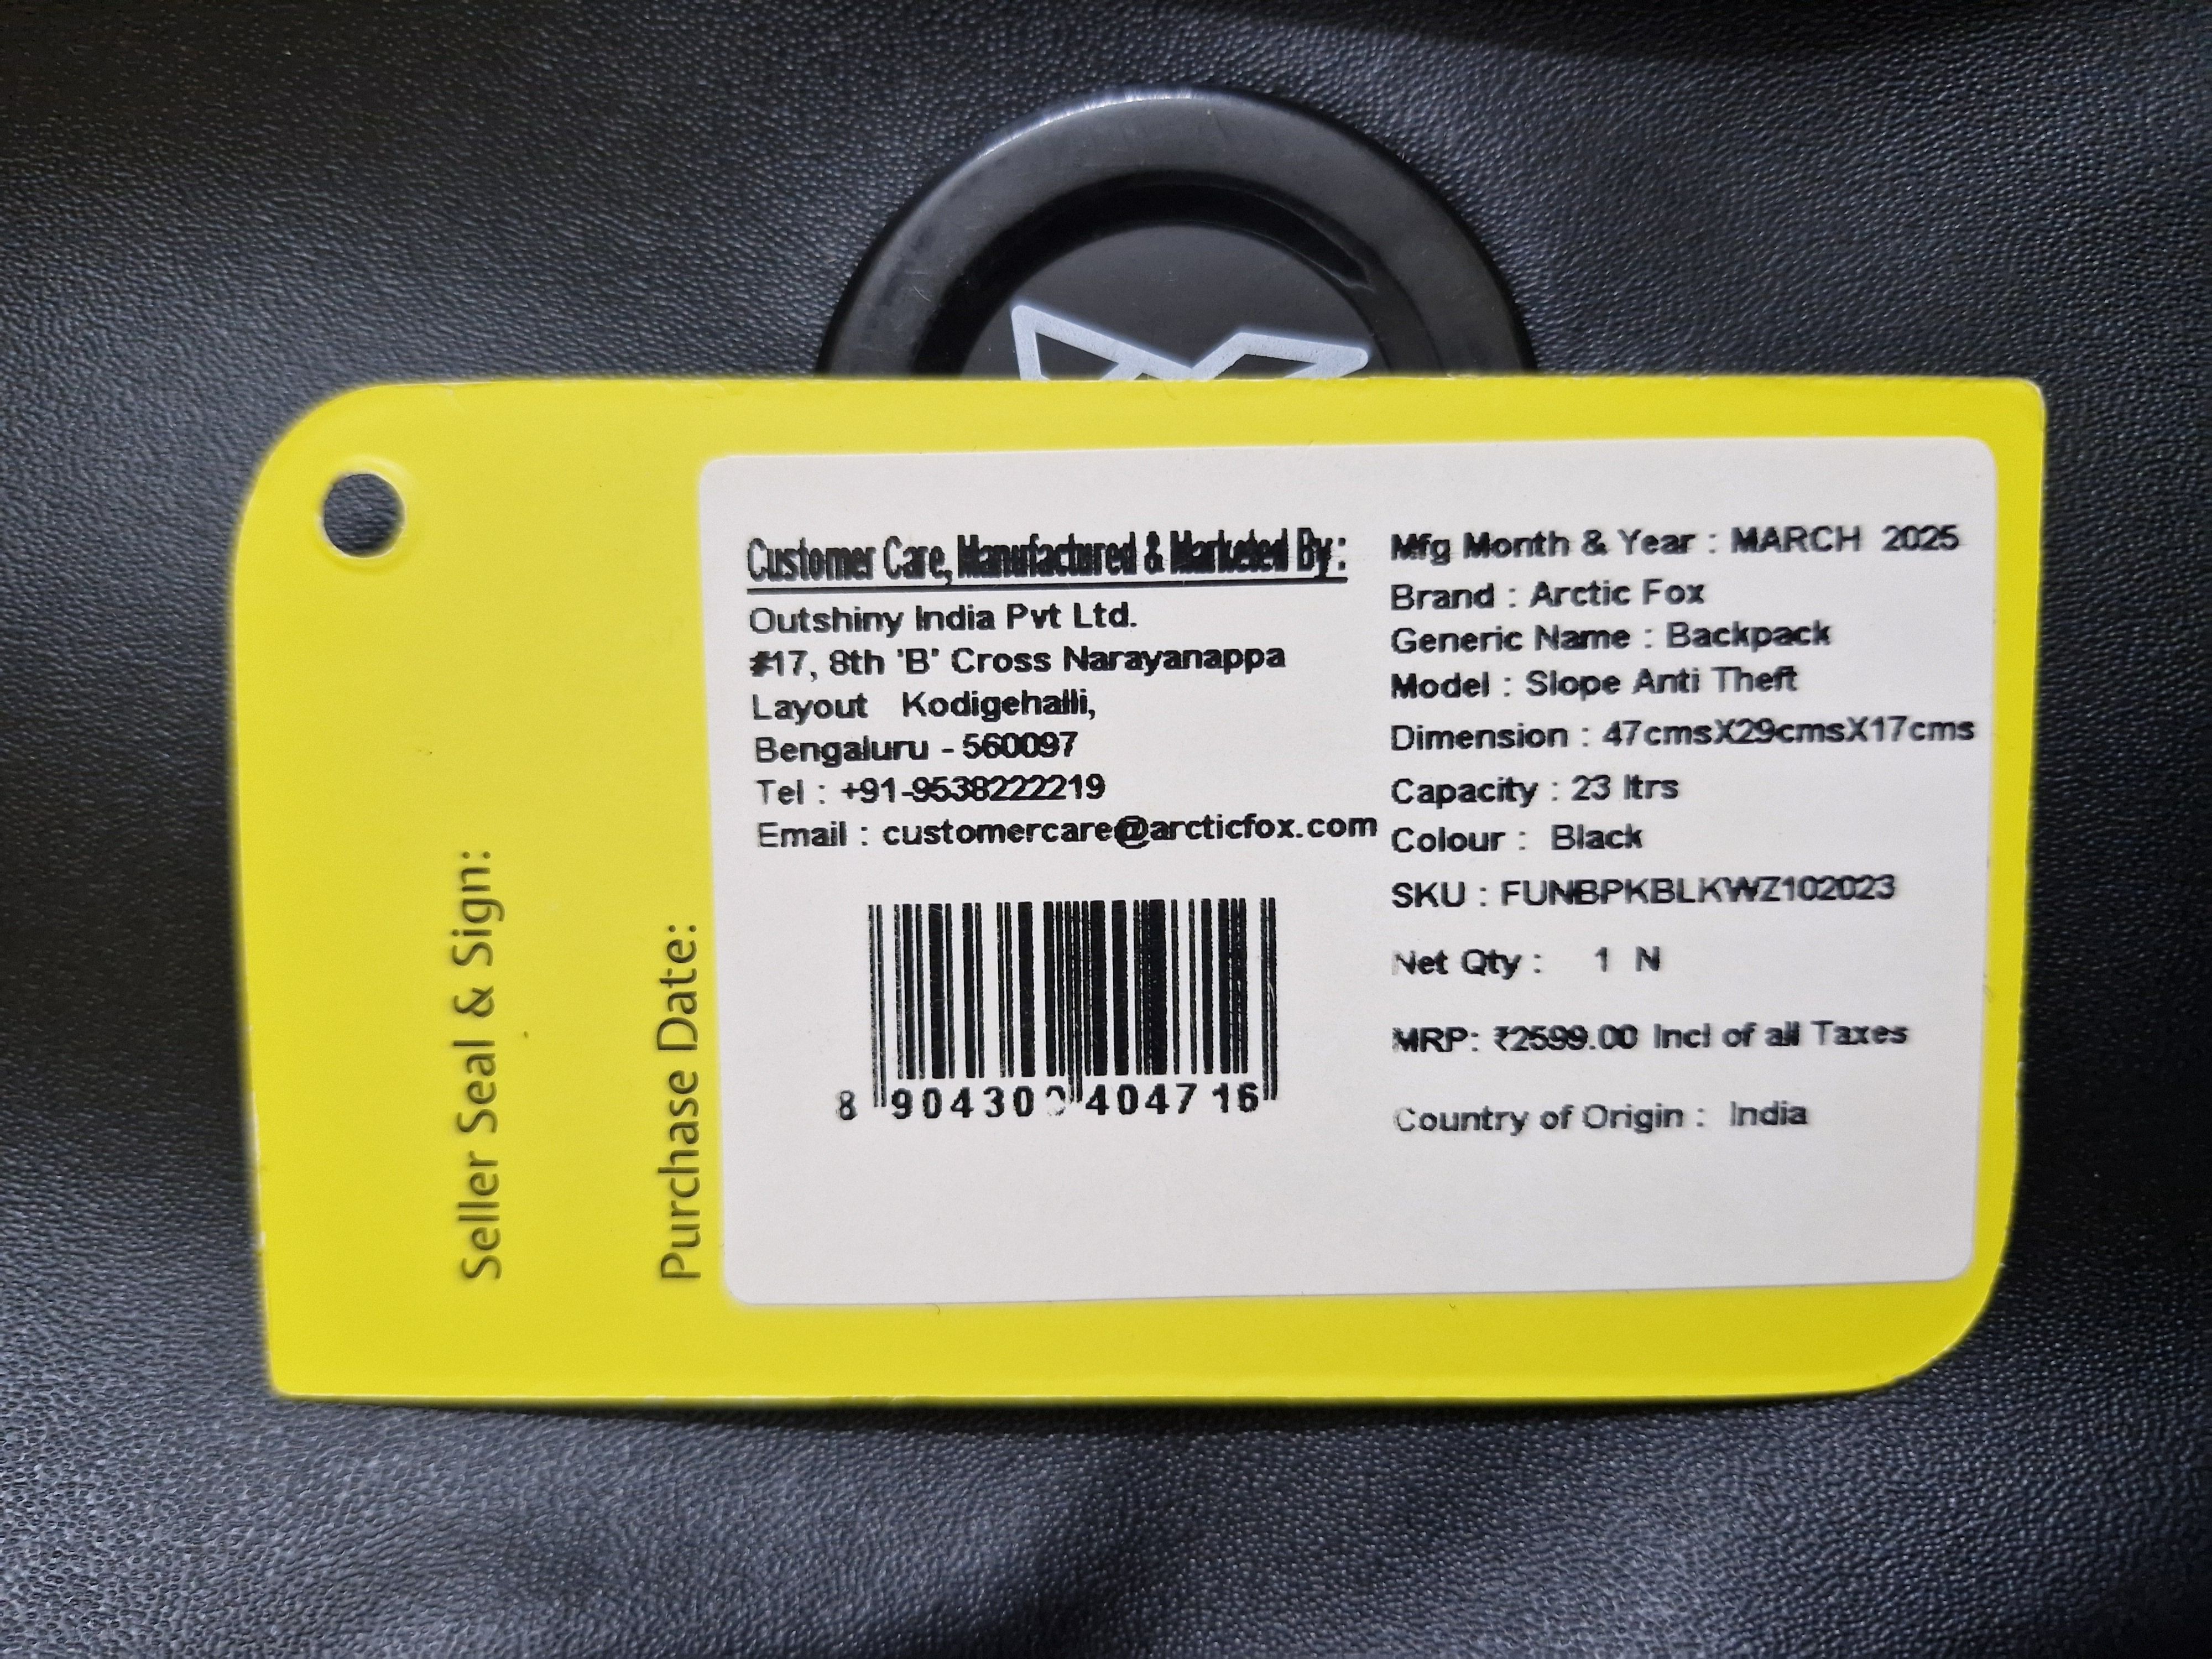 Seller Seal & Sign:
Purchase Date:
Customer Care, Manufactured & Marketed By :
Outshiny India Pvt Ltd.
#17, 8th 'B' Cross Narayanappa
Layout Kodigehalli,
Bengaluru - 560097
Tel : +91-9538222219
Email : customercare@arcticfox.com
8 904300 404716
Mfg Month & Year : MARCH 2025
Brand : Arctic Fox
Generic Name : Backpack
Model : Slope Anti Theft
Dimension : 47cmsX29cmsX17cms
Capacity : 23 ltrs
Colour : Black
SKU : FUNBPKBLKWZ102023
Net Qty : 1 N
MRP: ₹2599.00 Incl of all Taxes
Country of Origin : India